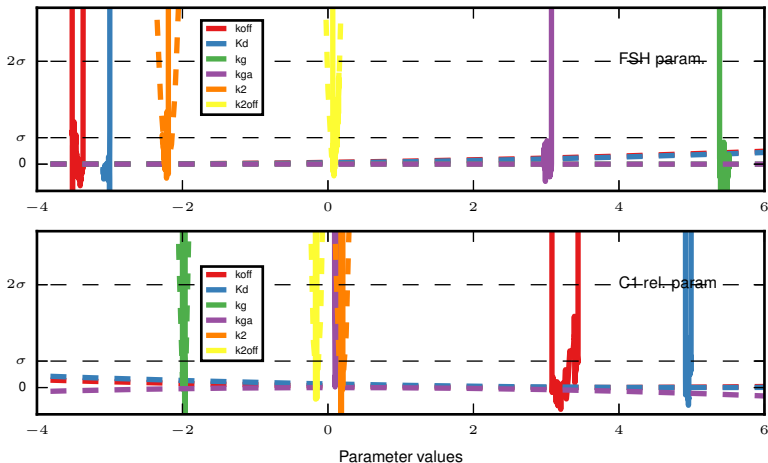 koff
Kd
kg
kga
k2
k2off
FSH param.
2σ
σ
0
−4 −2 0 2 4 6
koff
Kd
kg
kga
k2
k2off
C1 rel. param
2σ
σ
0
−4 −2 0 2 4 6
Parameter values